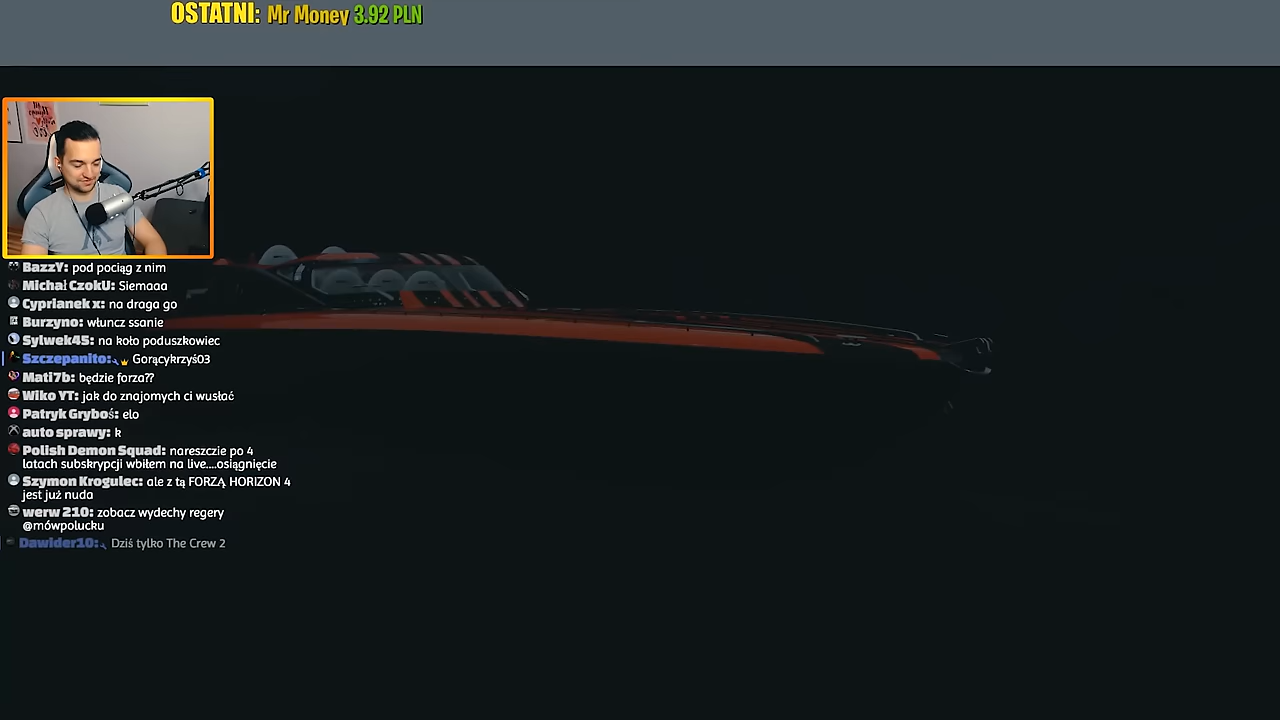 OSTATNI: Mr Money 3.92 PLN
BazzY: pod pociąg z nim
Michał CzokU: Siemaaa
Cyprianek x: na draga go
Burzyno: włuncz ssanie
Sylwek45: na koło poduszkowiec
Szczepanito: Gorącykrzyś03
Mati7b: będzie forza??
Wiko YT: jak do znajomych ci wusłać
Patryk Gryboś: elo
auto sprawy: k
Polish Demon Squad: nareszczie po 4
latach subskrypcji wbiłem na live....osiągnięcie
Szymon Krogulec: ale z tą FORZĄ HORIZON 4
jest już nuda
werw 210: zobacz wydechy regery
@mówpolucku
Dawider10: Dziś tylko The Crew 2